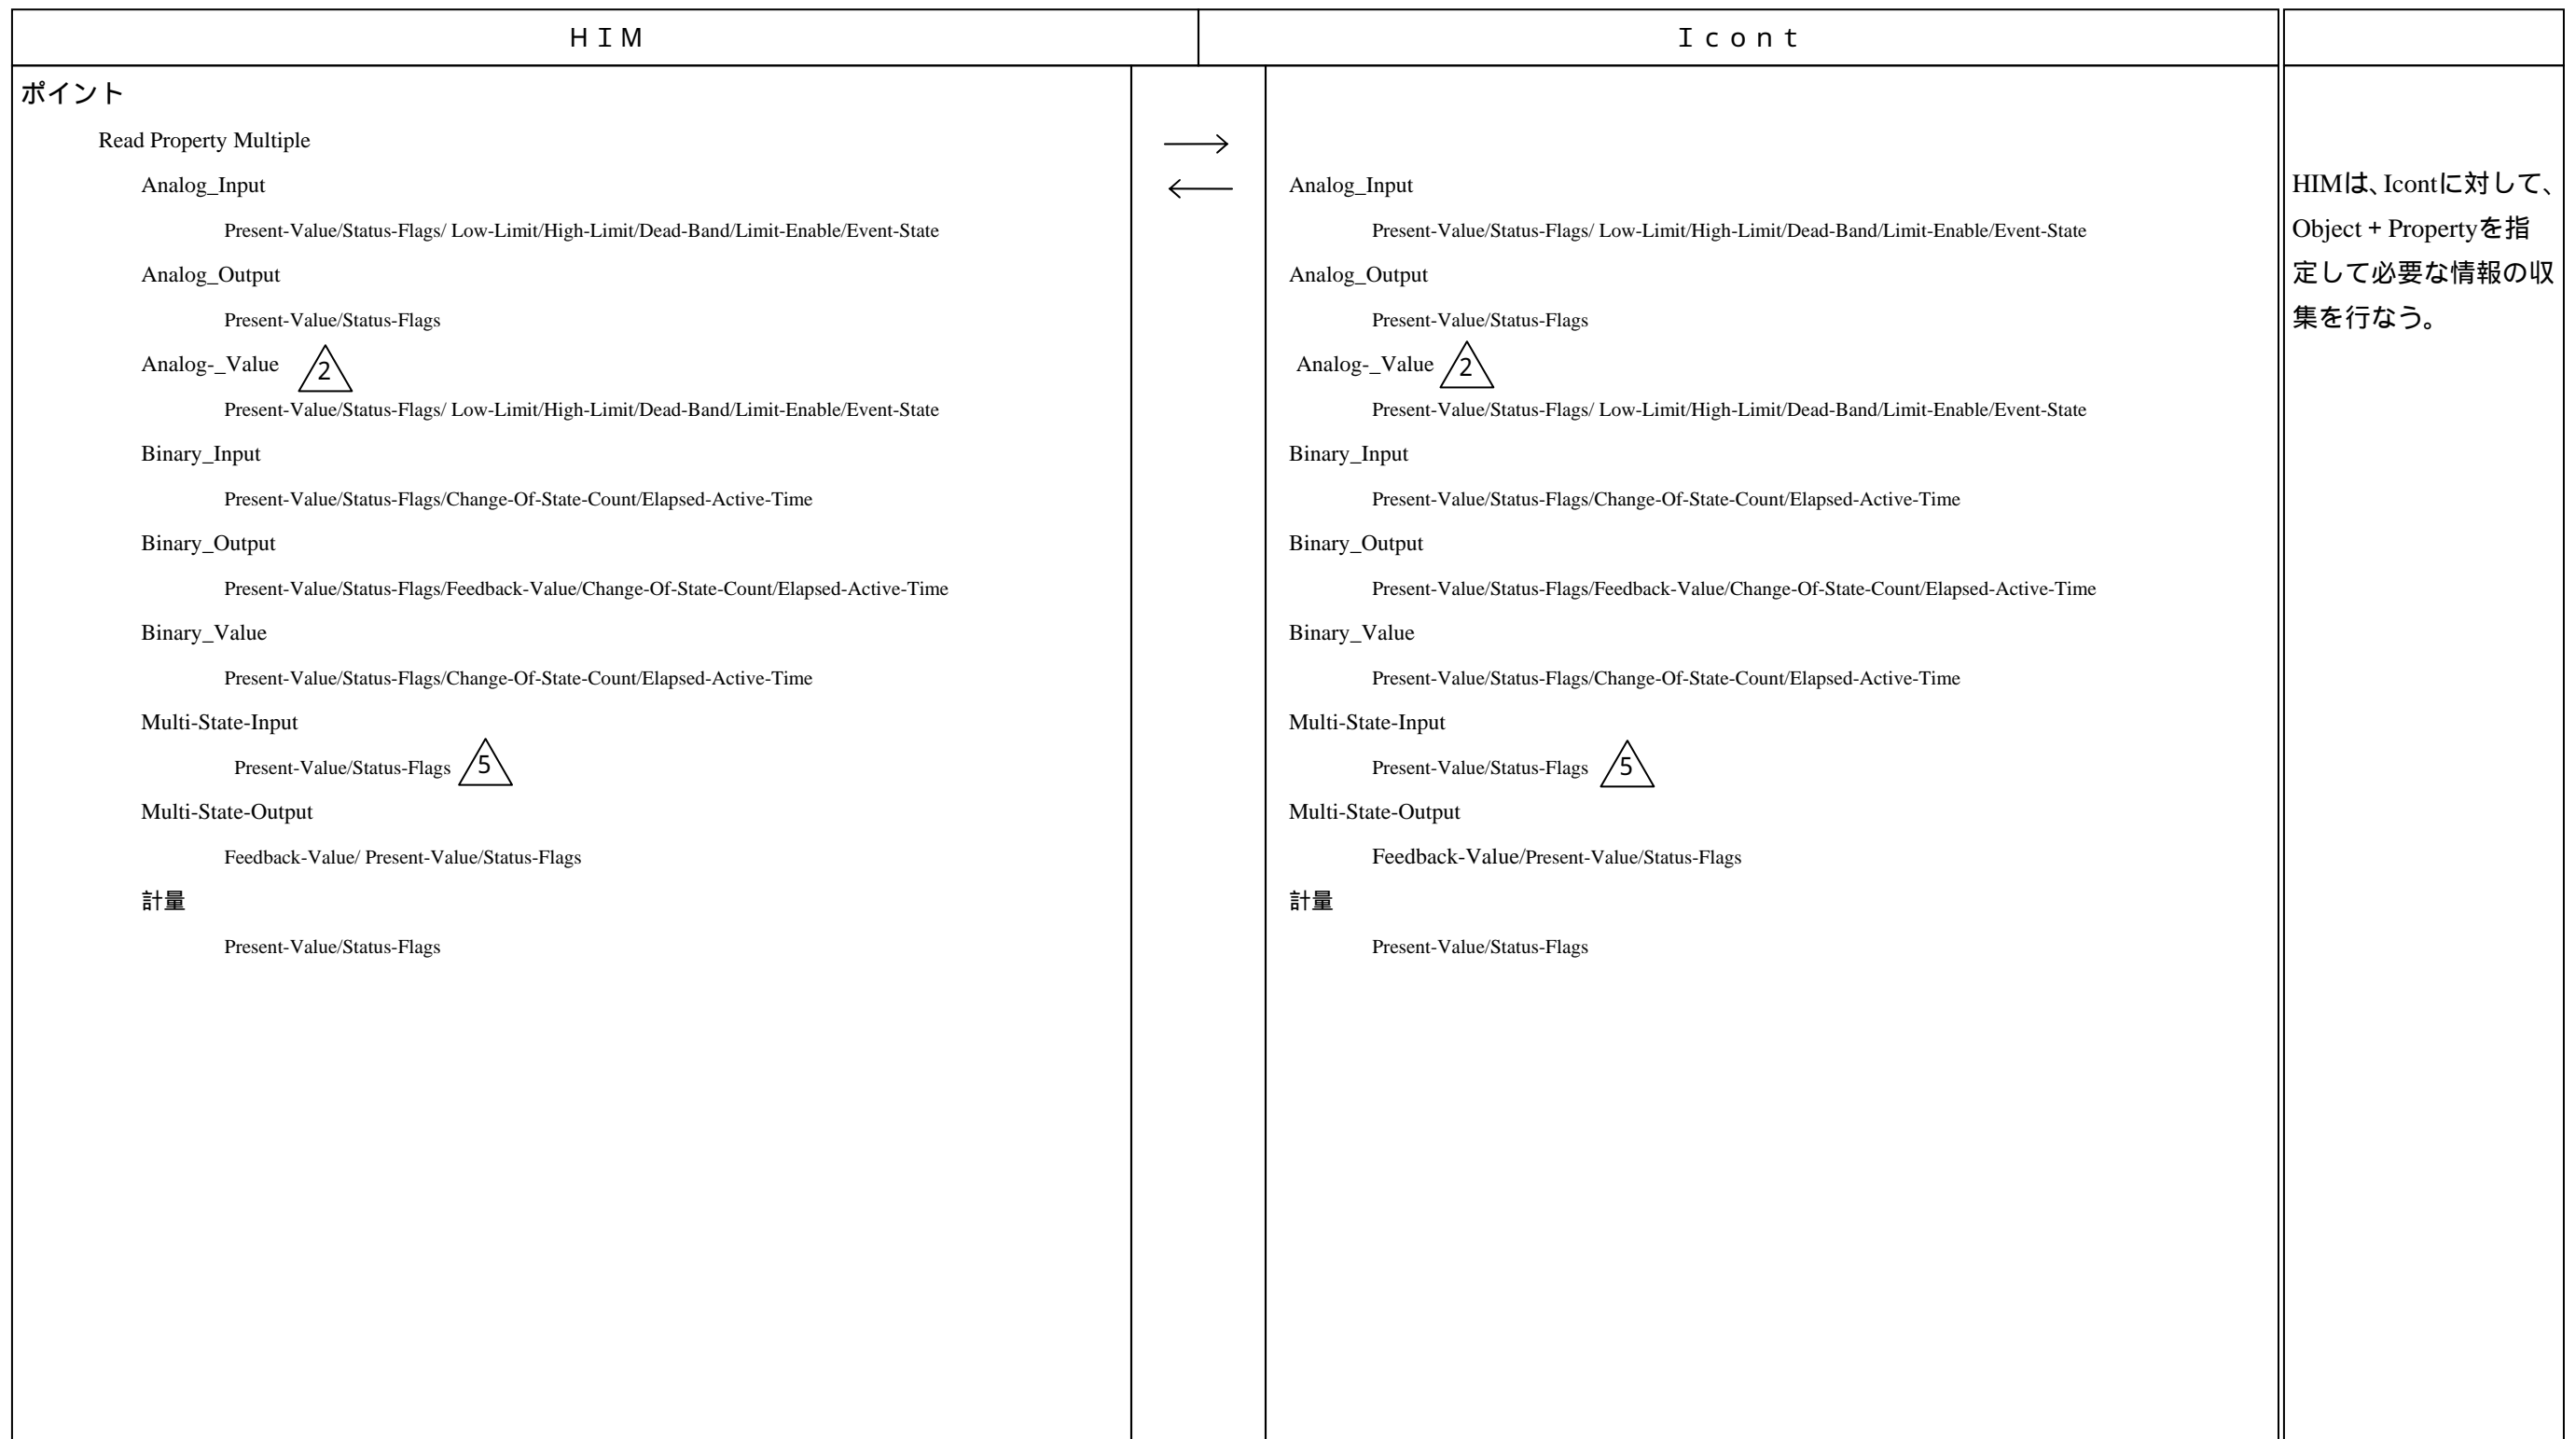 ＨＩＭ
Ｉｃｏｎｔ
ポイント
Read Property Multiple
Analog_Input
Present-Value/Status-Flags/ Low-Limit/High-Limit/Dead-Band/Limit-Enable/Event-State
Analog_Output
Present-Value/Status-Flags
Analog-_Value 2
Present-Value/Status-Flags/ Low-Limit/High-Limit/Dead-Band/Limit-Enable/Event-State
Binary_Input
Present-Value/Status-Flags/Change-Of-State-Count/Elapsed-Active-Time
Binary_Output
Present-Value/Status-Flags/Feedback-Value/Change-Of-State-Count/Elapsed-Active-Time
Binary_Value
Present-Value/Status-Flags/Change-Of-State-Count/Elapsed-Active-Time
Multi-State-Input
Present-Value/Status-Flags 5
Multi-State-Output
Feedback-Value/ Present-Value/Status-Flags
計量
Present-Value/Status-Flags
Analog_Input
Present-Value/Status-Flags/ Low-Limit/High-Limit/Dead-Band/Limit-Enable/Event-State
Analog_Output
Present-Value/Status-Flags
Analog-_Value 2
Present-Value/Status-Flags/ Low-Limit/High-Limit/Dead-Band/Limit-Enable/Event-State
Binary_Input
Present-Value/Status-Flags/Change-Of-State-Count/Elapsed-Active-Time
Binary_Output
Present-Value/Status-Flags/Feedback-Value/Change-Of-State-Count/Elapsed-Active-Time
Binary_Value
Present-Value/Status-Flags/Change-Of-State-Count/Elapsed-Active-Time
Multi-State-Input
Present-Value/Status-Flags 5
Multi-State-Output
Feedback-Value/Present-Value/Status-Flags
計量
Present-Value/Status-Flags
HIMは、Icontに対して、
Object＋Propertyを指
定して必要な情報の収
集を行なう。